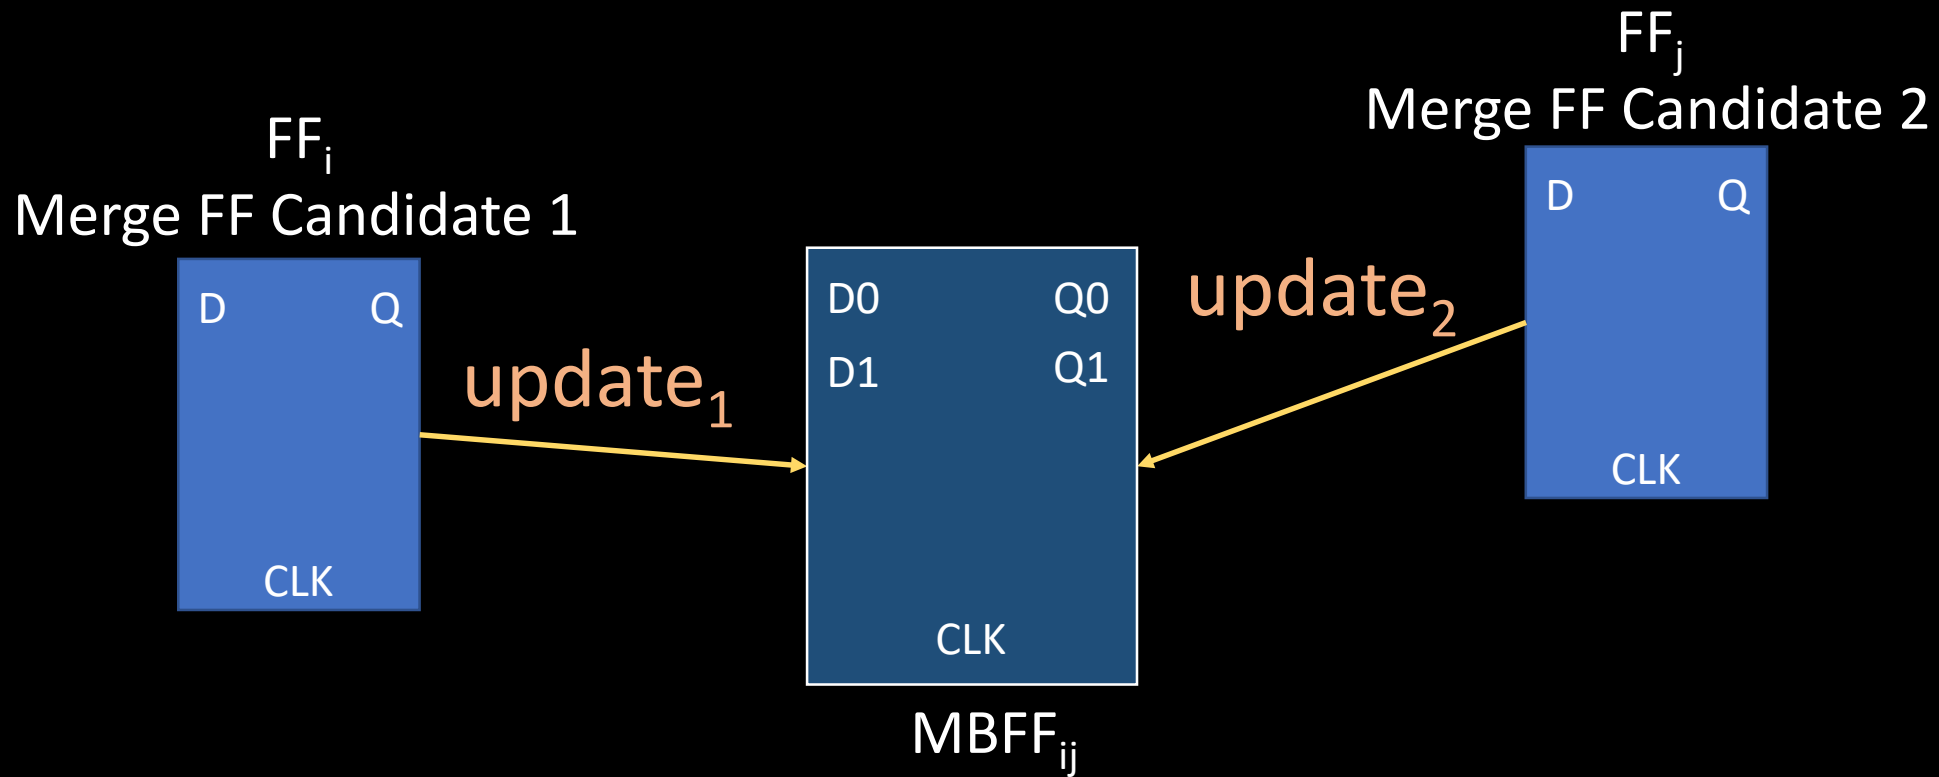 FFi
Merge FF Candidate 1
D Q
CLK
update1
D0 Q0
D1 Q1
CLK
MBFFij
update2
FFj
Merge FF Candidate 2
D Q
CLK